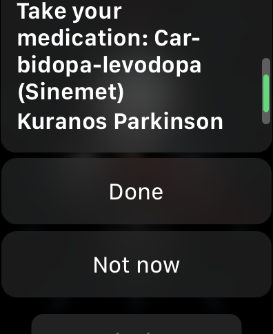 Take your
medication: Car-
bidopa-levodopa
(Sinemet)
Kuranos Parkinson
Done
Not now